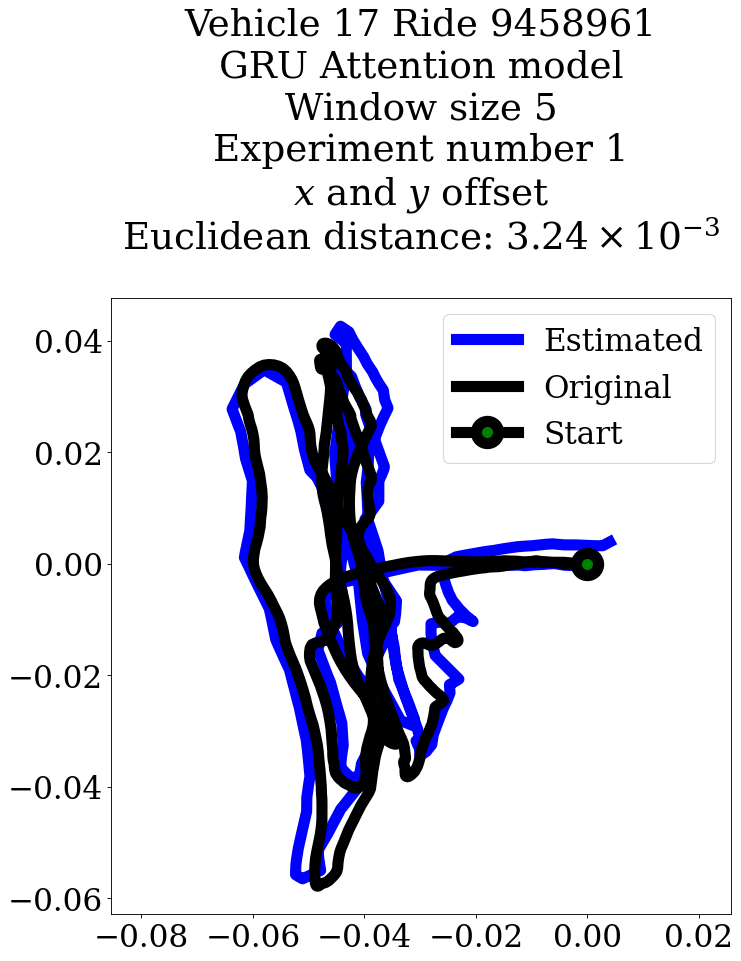 Vehicle 17 Ride 9458961
GRU Attention model
Window size 5
Experiment number 1
x and y offset
Euclidean distance: 3.24 × 10⁻³
Estimated
Original
Start
0.04
0.02
0.00
−0.02
−0.04
−0.06
−0.08 −0.06 −0.04 −0.02 0.00 0.02